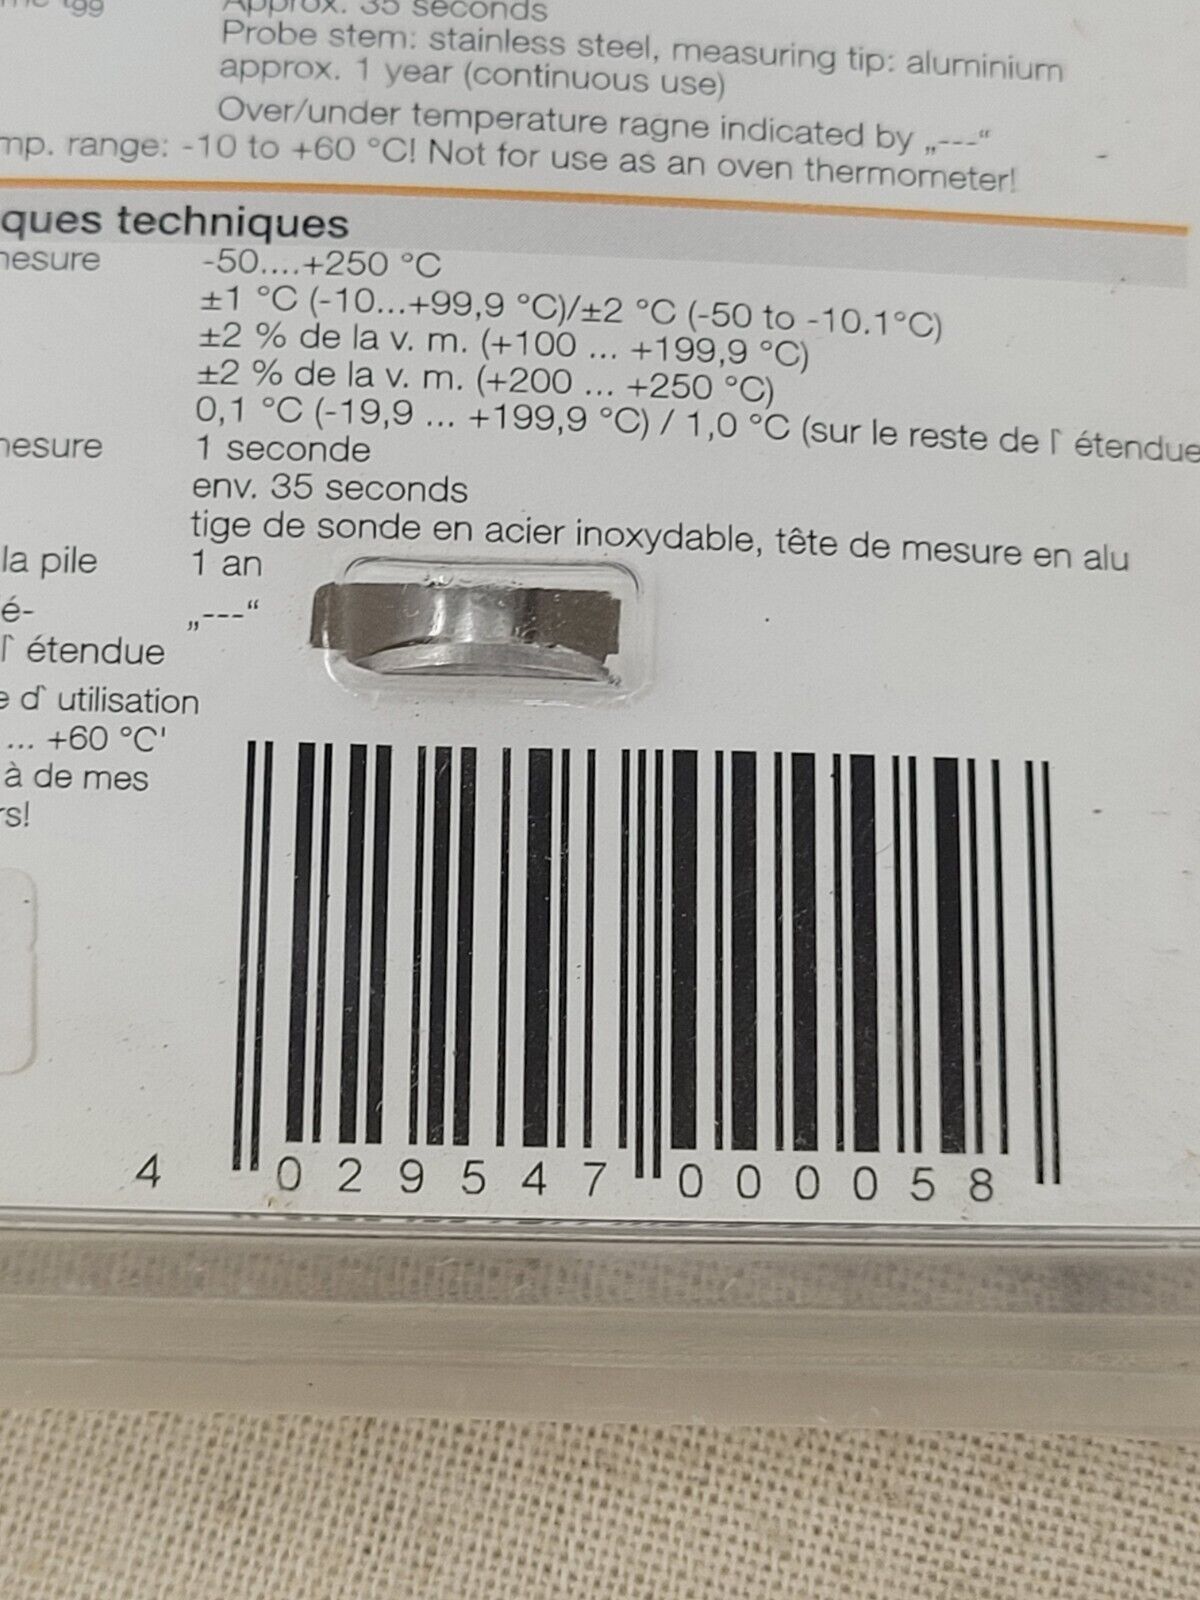 Approx. 35 seconds
Probe stem: stainless steel, measuring tip: aluminium
approx. 1 year (continuous use)
Over/under temperature ragne indicated by „---“
mp. range: -10 to +60 °C! Not for use as an oven thermometer!
ques techniques
mesure -50....+250 °C
±1 °C (-10...+99,9 °C)/±2 °C (-50 to -10.1°C)
±2 % de la v. m. (+100 ... +199,9 °C)
±2 % de la v. m. (+200 ... +250 °C)
0,1 °C (-19,9 ... +199,9 °C) / 1,0 °C (sur le reste de l` étendue
mesure 1 seconde
env. 35 seconds
tige de sonde en acier inoxydable, tête de mesure en alu
la pile 1 an
é- „---“
l` étendue
e d` utilisation
... +60 °C'
à de mes
rs!
4 029547 000058